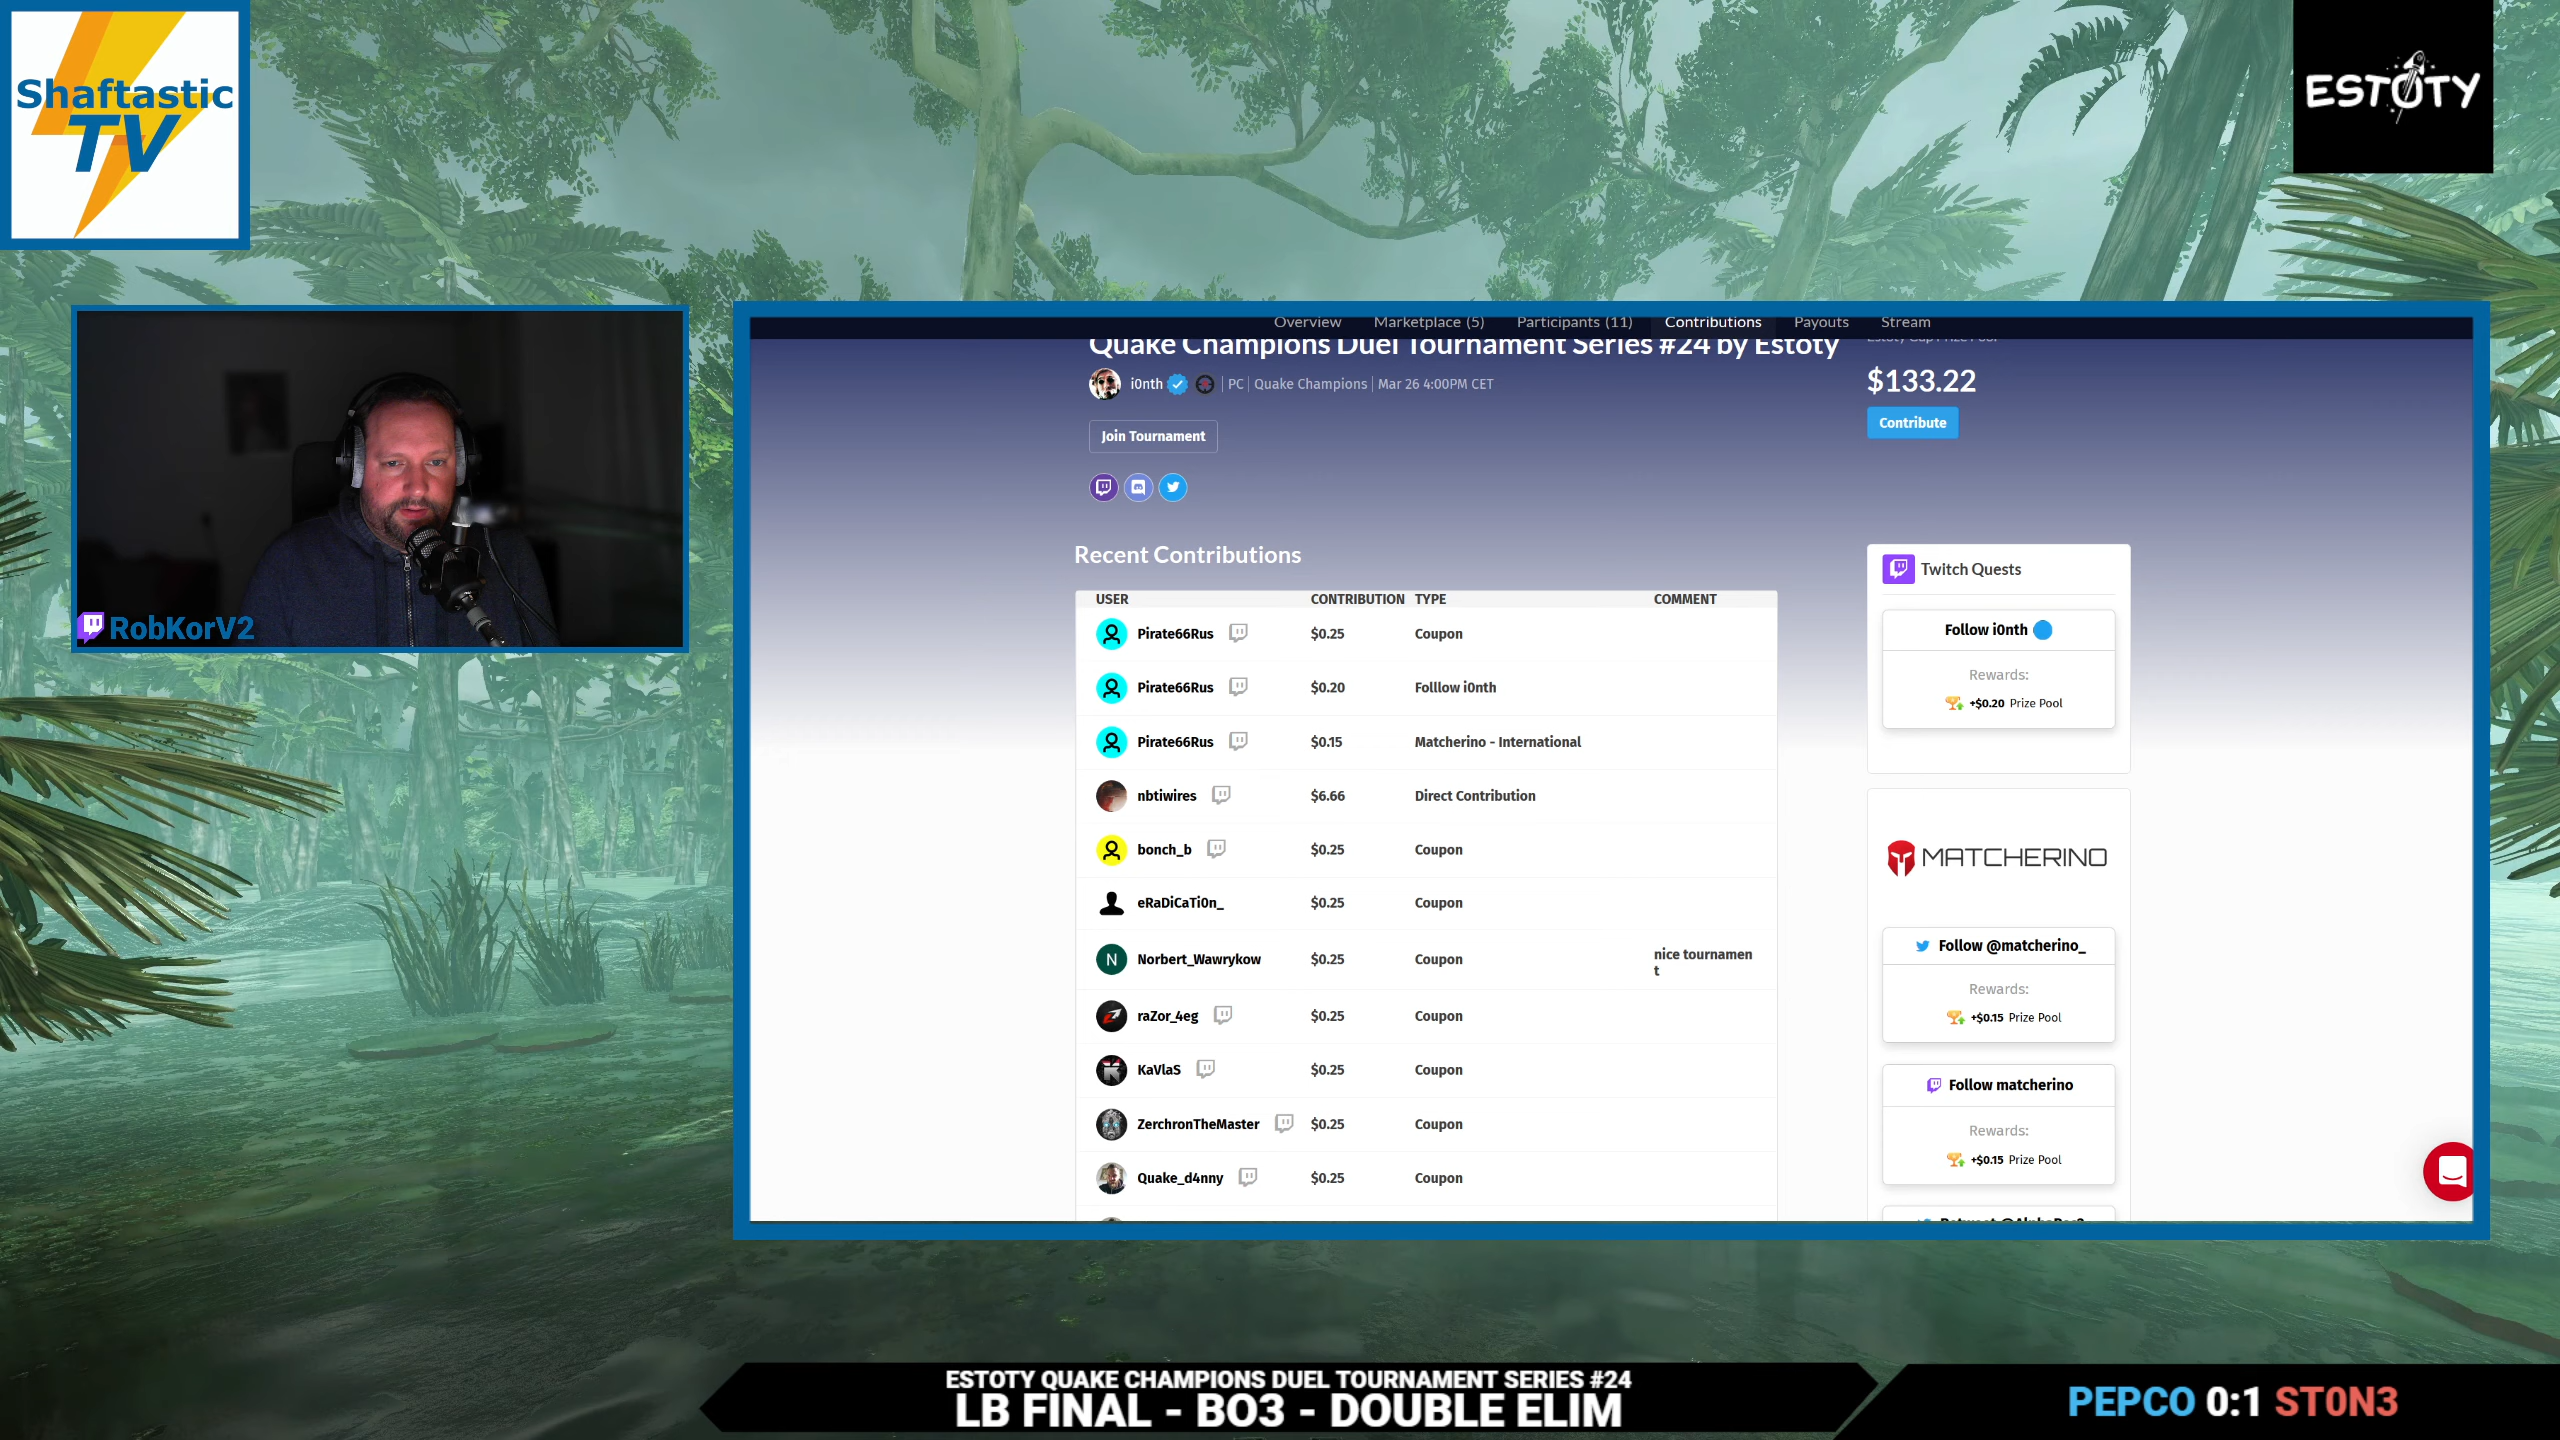 Shaftastic
TV
ESTOTY
RobKorV2
Overview
Marketplace (5)
Participants (11)
Contributions
Payouts
Stream
Quake Champions Duel Tournament Series #24 by Estoty
Estoty Cup Prize Pool
i0nth | PC | Quake Champions | Mar 26 4:00PM CET
$133.22
Contribute
Join Tournament
Recent Contributions
USER CONTRIBUTION TYPE COMMENT
Pirate66Rus $0.25 Coupon
Pirate66Rus $0.20 Folllow i0nth
Pirate66Rus $0.15 Matcherino - International
nbtiwires $6.66 Direct Contribution
bonch_b $0.25 Coupon
eRaDiCaTi0n_ $0.25 Coupon
Norbert_Wawrykow $0.25 Coupon nice tournamen
t
raZor_4eg $0.25 Coupon
KaVlaS $0.25 Coupon
ZerchronTheMaster $0.25 Coupon
Quake_d4nny $0.25 Coupon
Twitch Quests
Follow i0nth
Rewards:
+$0.20 Prize Pool
MATCHERINO
Follow @matcherino_
Rewards:
+$0.15 Prize Pool
Follow matcherino
Rewards:
+$0.15 Prize Pool
ESTOTY QUAKE CHAMPIONS DUEL TOURNAMENT SERIES #24
LB FINAL - BO3 - DOUBLE ELIM
PEPCO 0:1 ST0N3